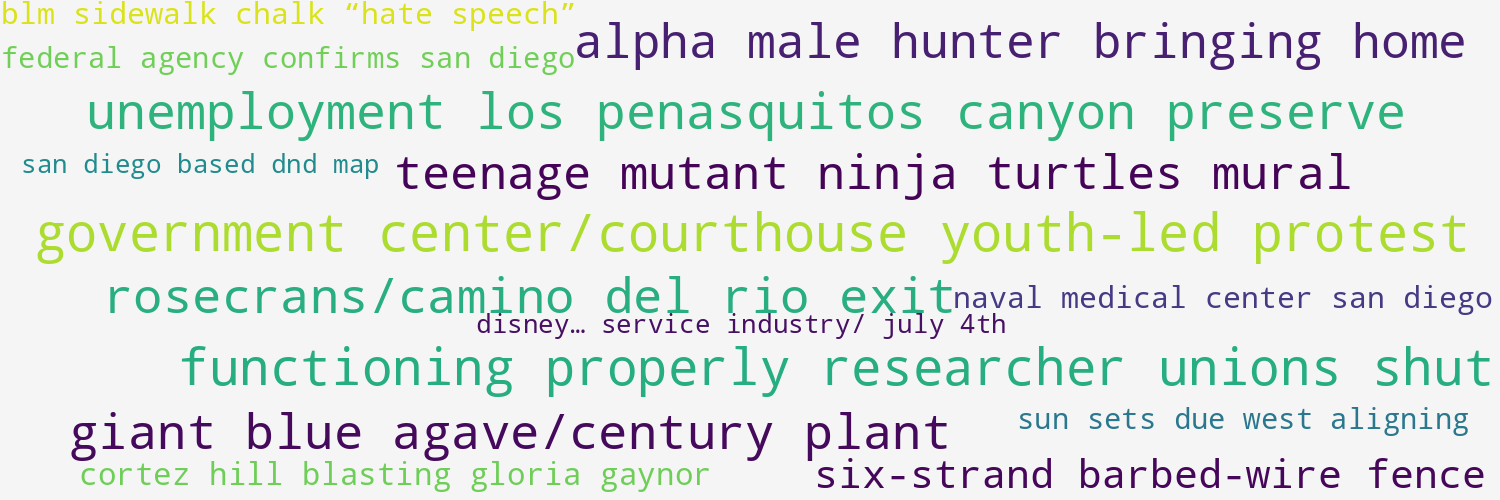 blm sidewalk chalk “hate speech”
federal agency confirms san diego
alpha male hunter bringing home
unemployment los penasquitos canyon preserve
san diego based dnd map
teenage mutant ninja turtles mural
government center/courthouse youth-led protest
rosecrans/camino del rio exit
naval medical center san diego
disney… service industry/ july 4th
functioning properly researcher unions shut
giant blue agave/century plant
sun sets due west aligning
cortez hill blasting gloria gaynor
six-strand barbed-wire fence